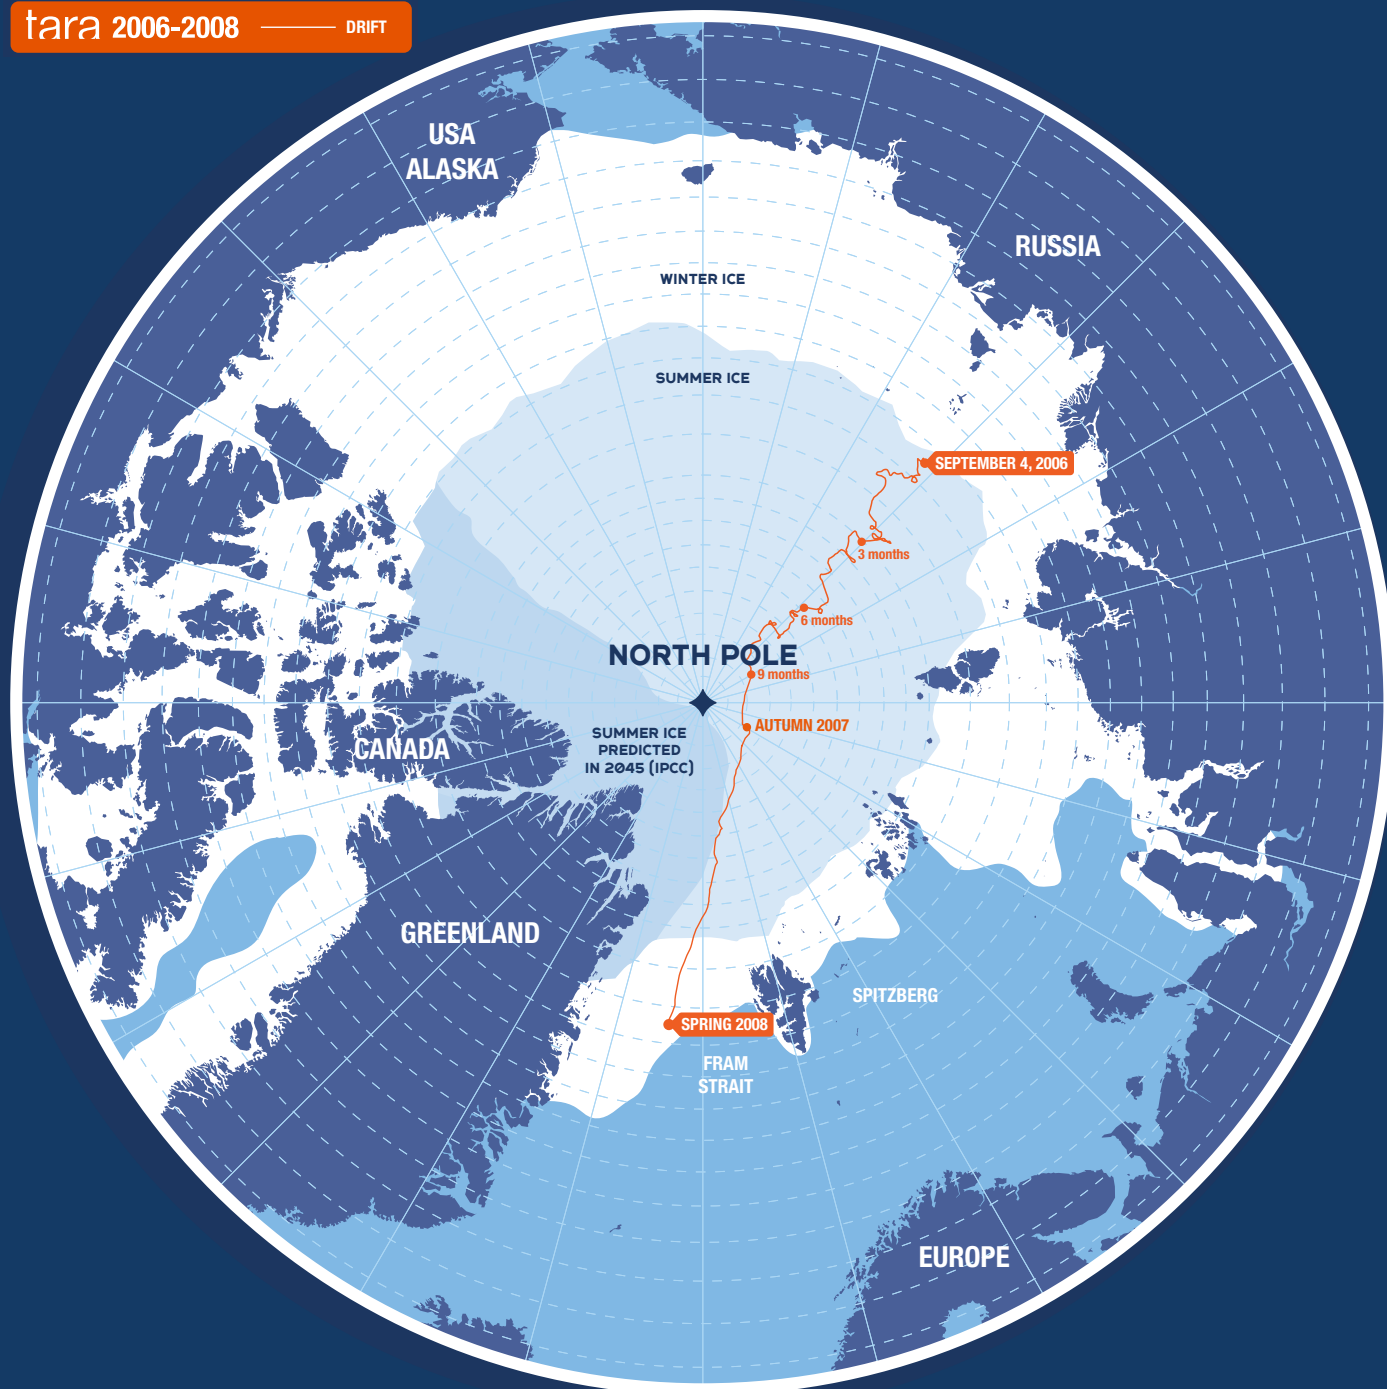 tara 2006-2008 DRIFT
USA
ALASKA
RUSSIA
WINTER ICE
SUMMER ICE
SEPTEMBER 4, 2006
3 months
6 months
NORTH POLE
9 months
AUTUMN 2007
SUMMER ICE
PREDICTED
IN 2045 (IPCC)
CANADA
GREENLAND
SPITZBERG
SPRING 2008
FRAM
STRAIT
EUROPE